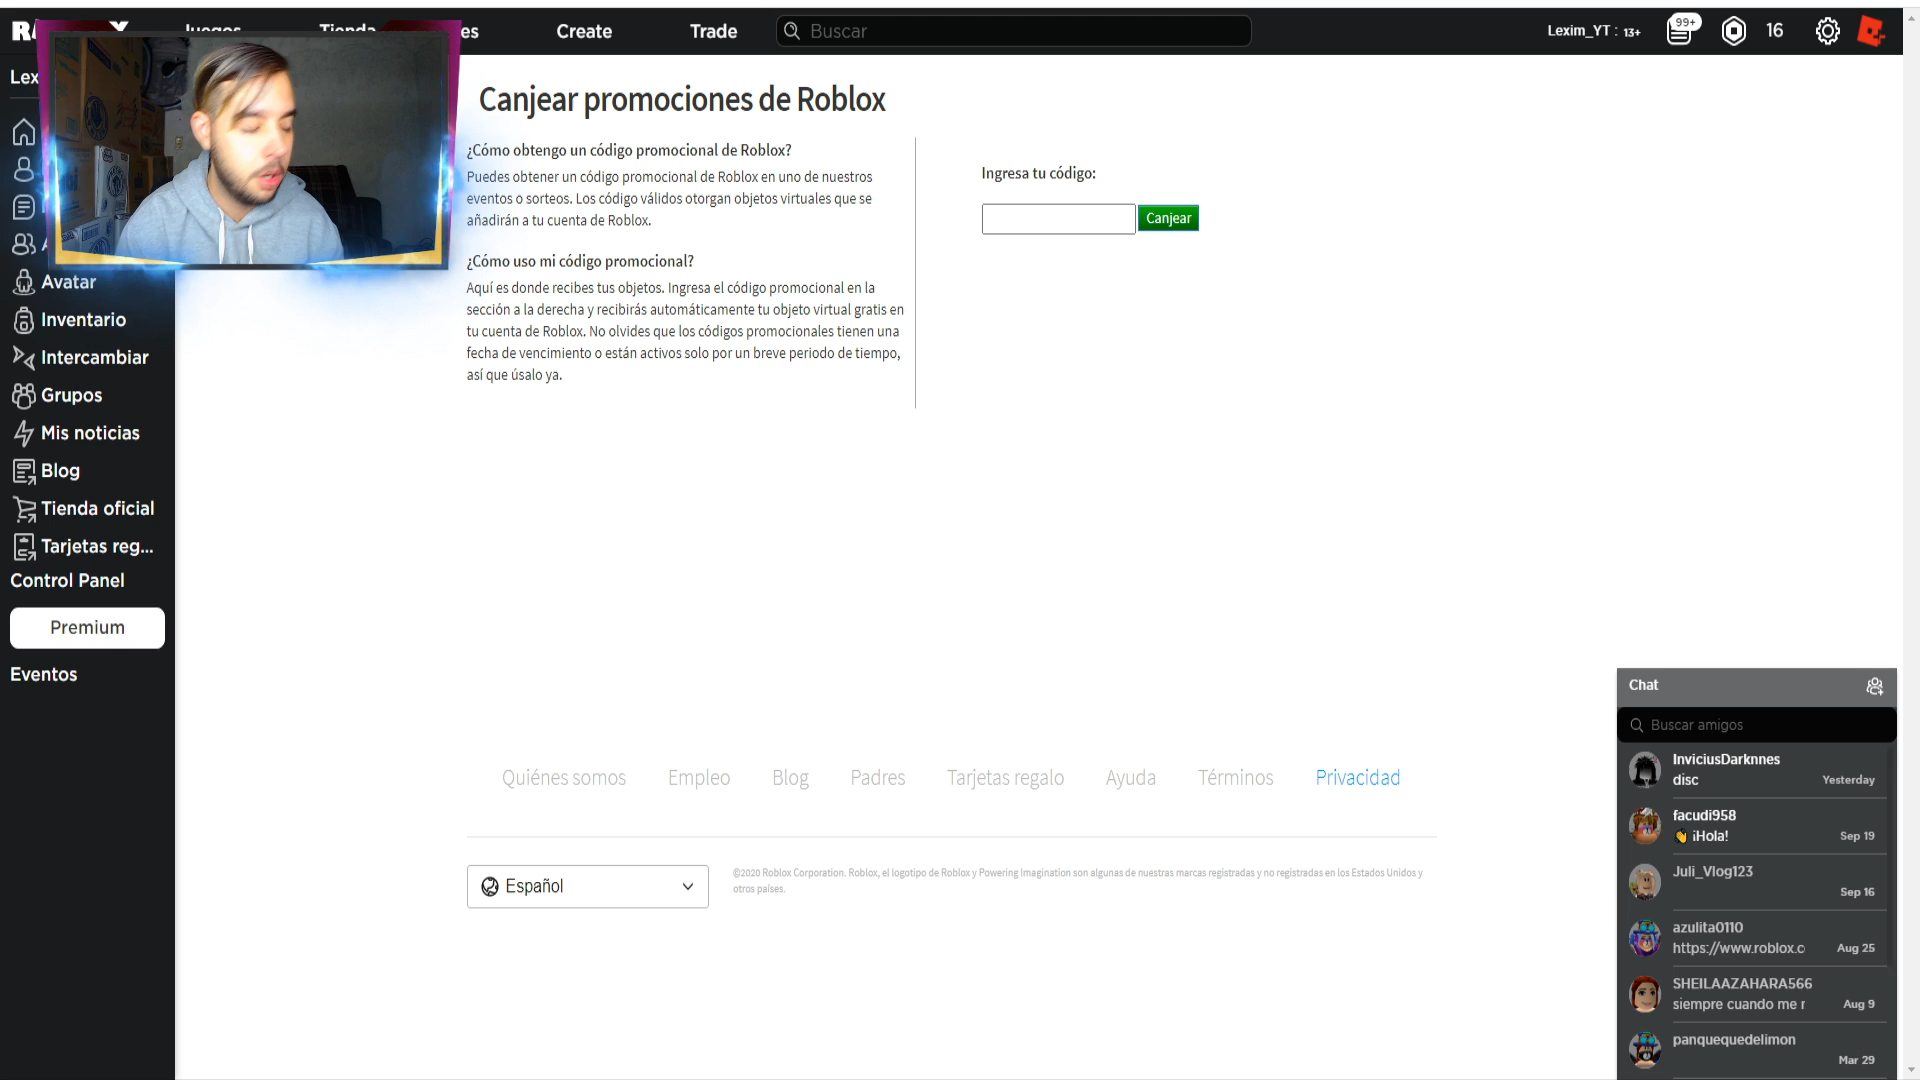 Create
Trade
Buscar
Lexim_YT : 13+
99+
16
Lex
Avatar
Inventario
Intercambiar
Grupos
Mis noticias
Blog
Tienda oficial
Tarjetas reg...
Control Panel
Premium
Eventos
Canjear promociones de Roblox
¿Cómo obtengo un código promocional de Roblox?
Puedes obtener un código promocional de Roblox en uno de nuestros
eventos o sorteos. Los código válidos otorgan objetos virtuales que se
añadirán a tu cuenta de Roblox.
¿Cómo uso mi código promocional?
Aquí es donde recibes tus objetos. Ingresa el código promocional en la
sección a la derecha y recibirás automáticamente tu objeto virtual gratis en
tu cuenta de Roblox. No olvides que los códigos promocionales tienen una
fecha de vencimiento o están activos solo por un breve periodo de tiempo,
así que úsalo ya.
Ingresa tu código:
Canjear
Quiénes somos
Empleo
Blog
Padres
Tarjetas regalo
Ayuda
Términos
Privacidad
Español
©2020 Roblox Corporation. Roblox, el logotipo de Roblox y Powering Imagination son algunas de nuestras marcas registradas y no registradas en los Estados Unidos y
otros países.
Chat
Buscar amigos
InviciusDarknnes
disc
Yesterday
facudi958
👏 ¡Hola!
Sep 19
Juli_Vlog123
Sep 16
azulita0110
https://www.roblox.c
Aug 25
SHEILAAZAHARA566
siempre cuando me
Aug 9
panquequedelimon
Mar 29